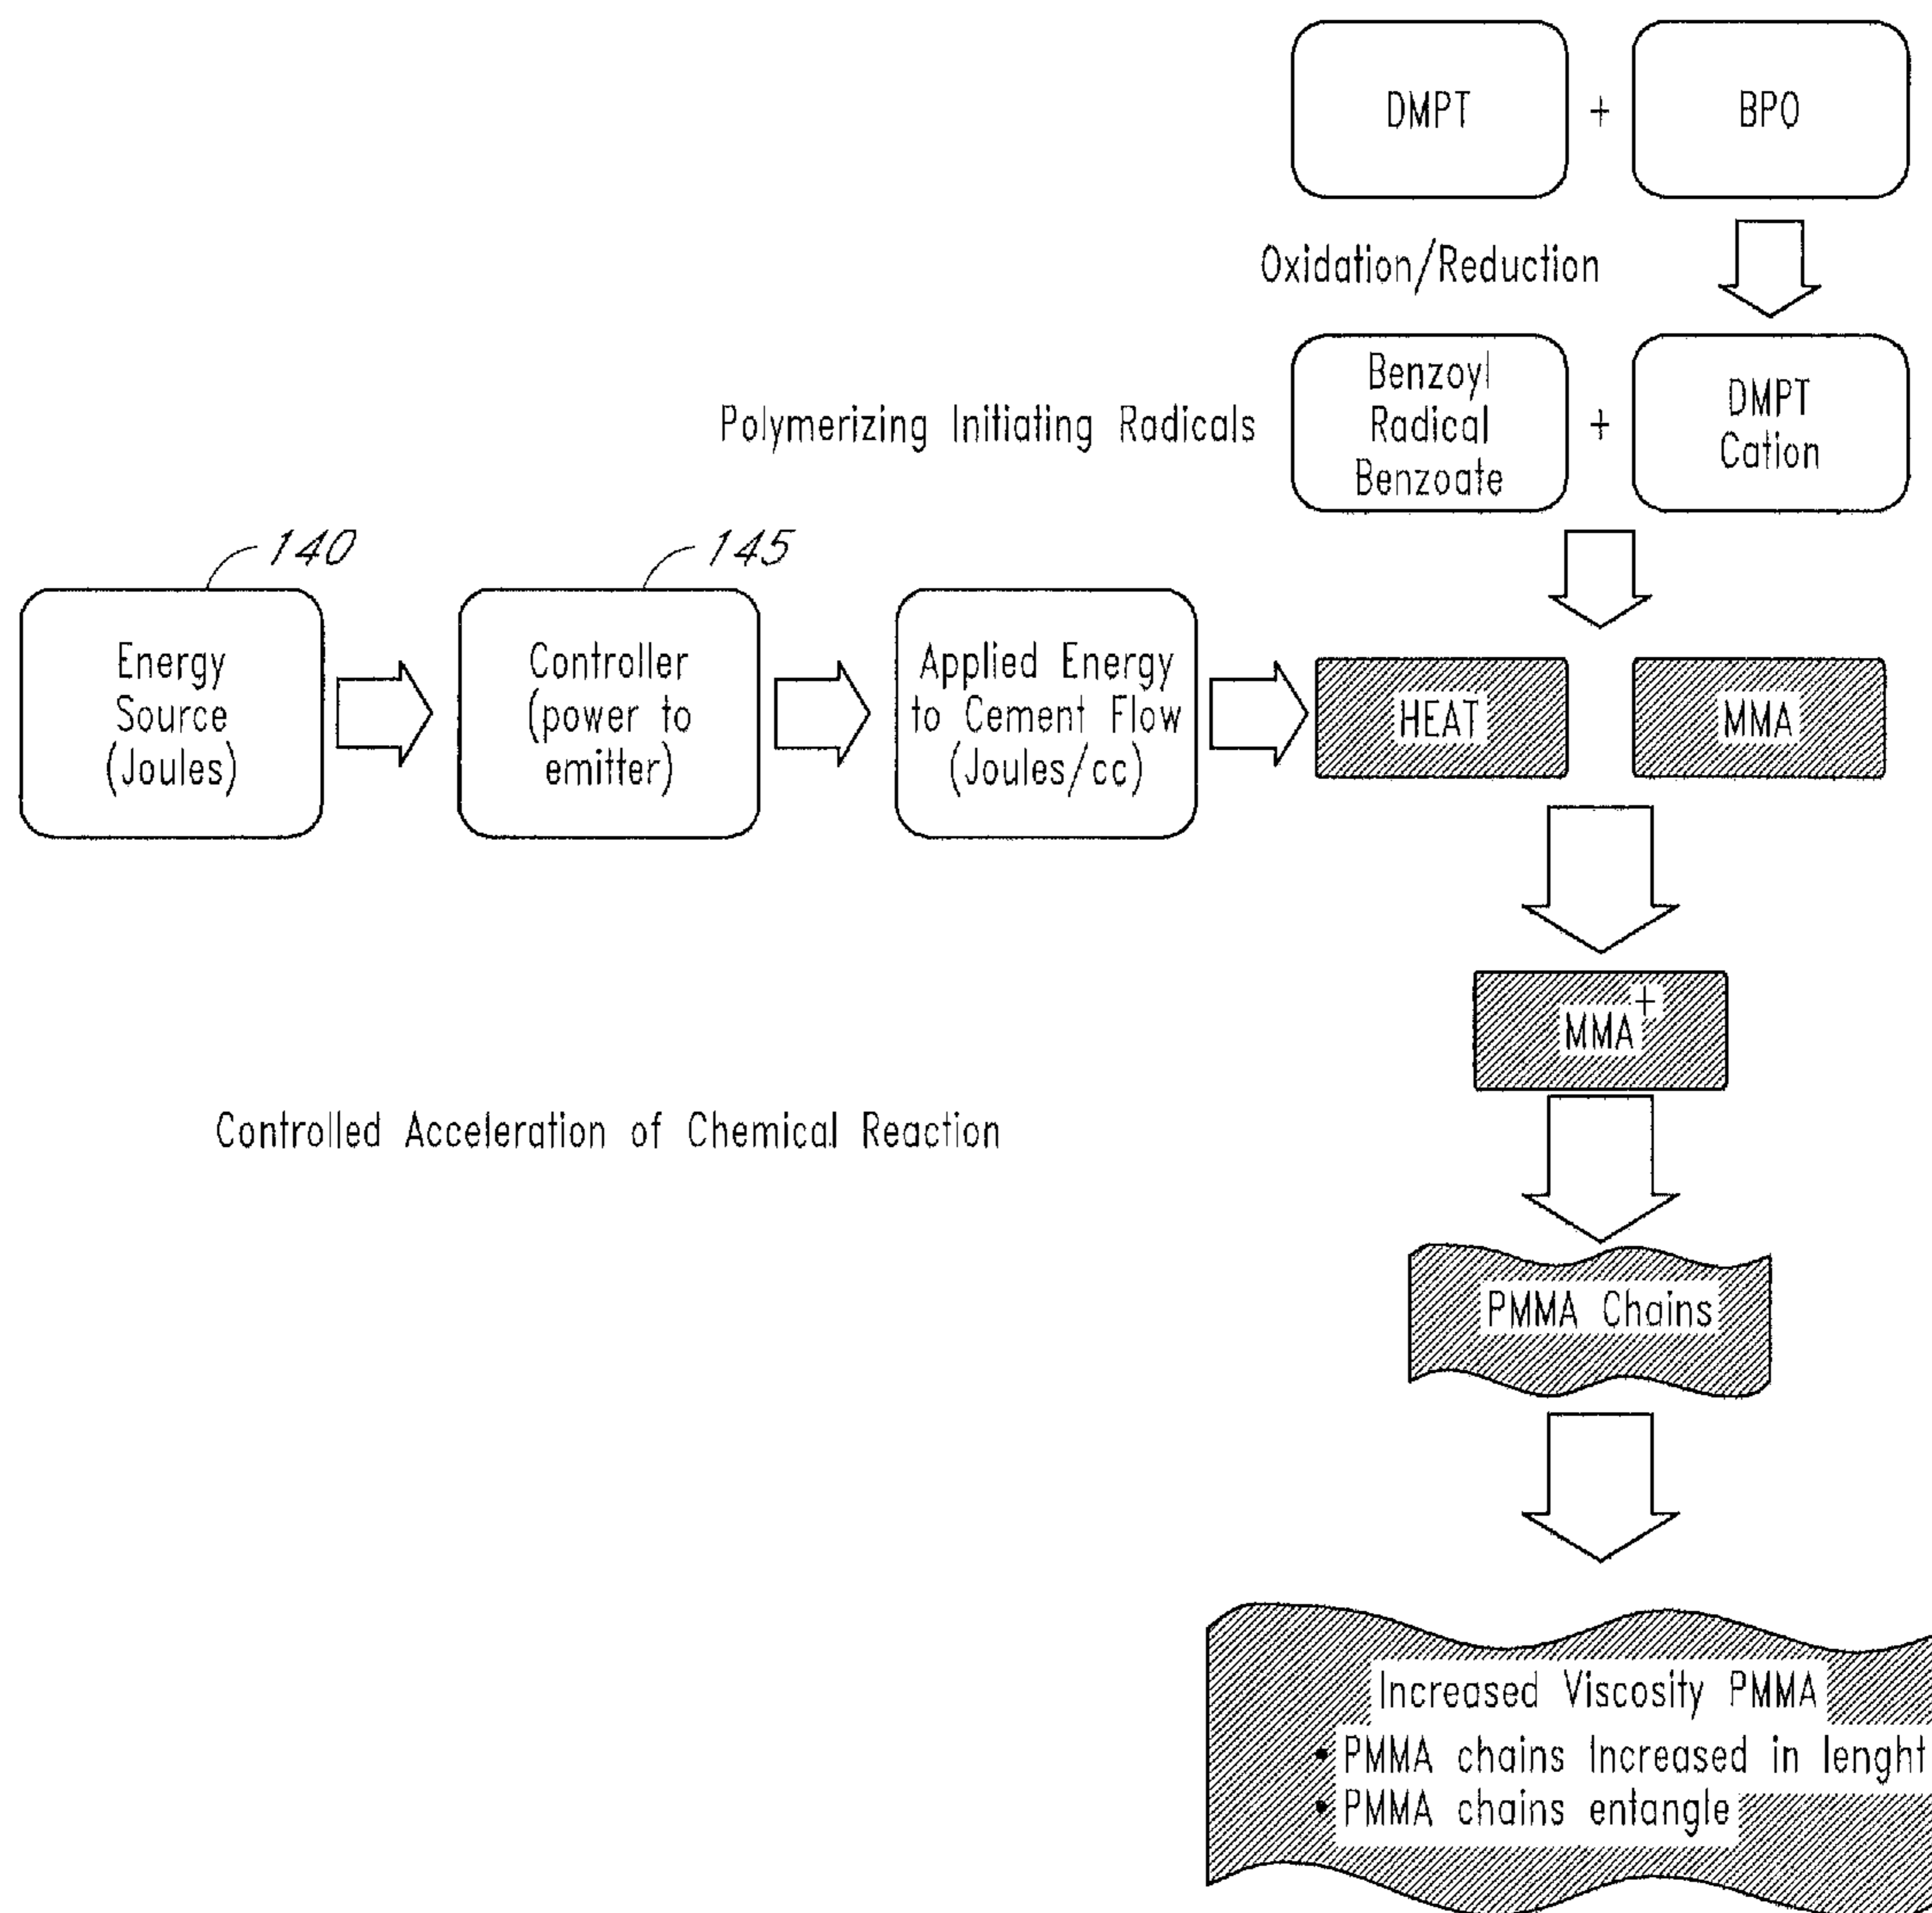 DMPT
+
BPO
Oxidation/Reduction
Polymerizing Initiating Radicals
Benzoyl
Radical
Benzoate
+
DMPT
Cation
140
145
Energy
Source
(Joules)
Controller
(power to
emitter)
Applied Energy
to Cement Flow
(Joules/cc)
HEAT
MMA
MMA+
Controlled Acceleration of Chemical Reaction
PMMA Chains
Increased Viscosity PMMA
• PMMA chains Increased in lenght
• PMMA chains entangle